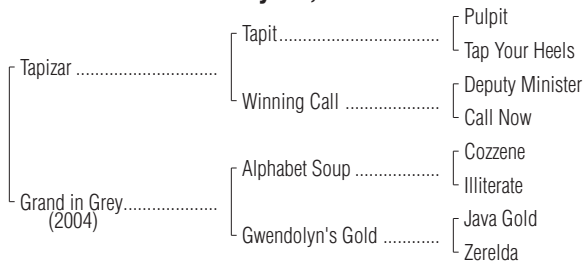 Pulpit
Tapit
Tap Your Heels
Tapizar
Deputy Minister
Winning Call
Call Now
Cozzene
Alphabet Soup
Illiterate
Grand in Grey
(2004)
Java Gold
Gwendolyn's Gold
Zerelda